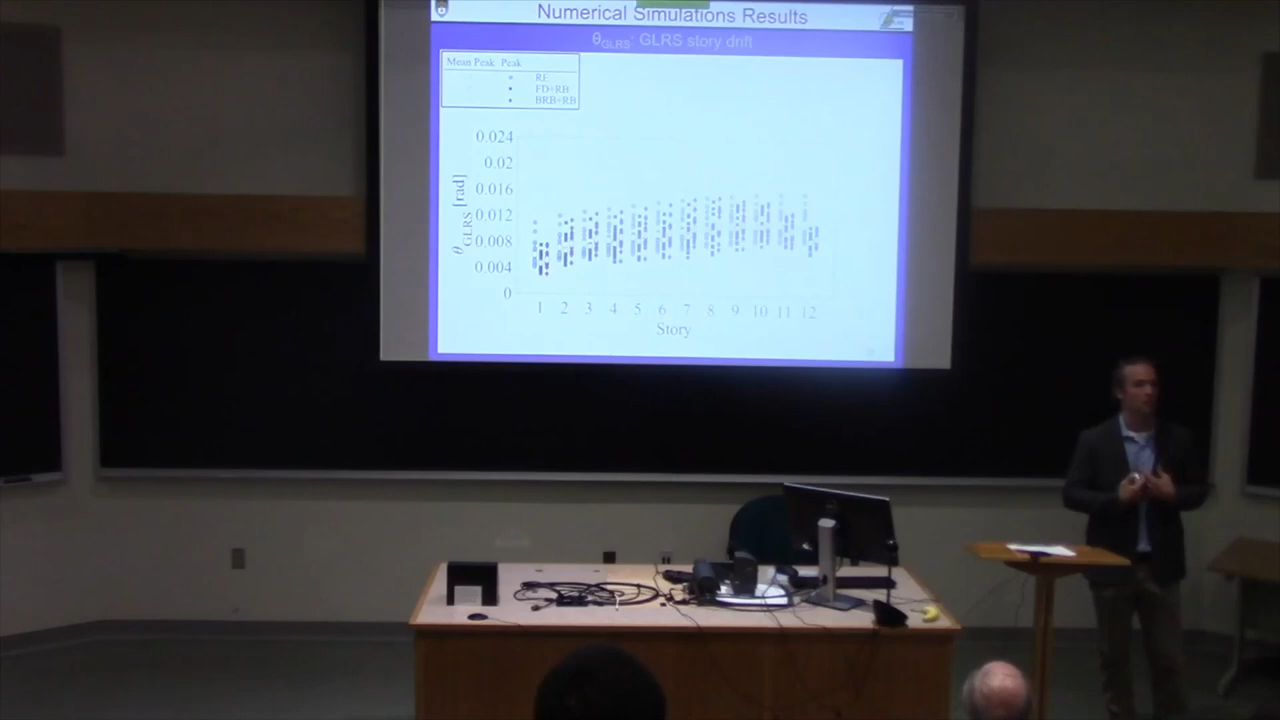 Numerical Simulations Results
θGLRS: GLRS story drift
Mean Peak Peak
RF
FD+RB
BRB+RB
0.024
0.02
0.016
0.012
0.008
0.004
0
θGLRS [rad]
1 2 3 4 5 6 7 8 9 10 11 12
Story